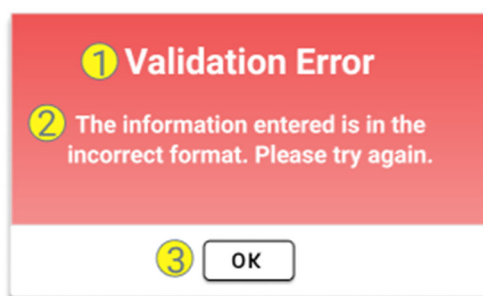 1 Validation Error
2 The information entered is in the
incorrect format. Please try again.
3 OK